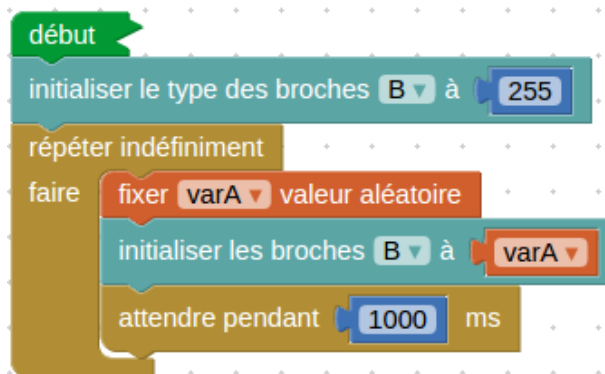 début
initialiser le type des broches B à 255
répéter indéfiniment
faire fixer varA valeur aléatoire
initialiser les broches B à varA
attendre pendant 1000 ms